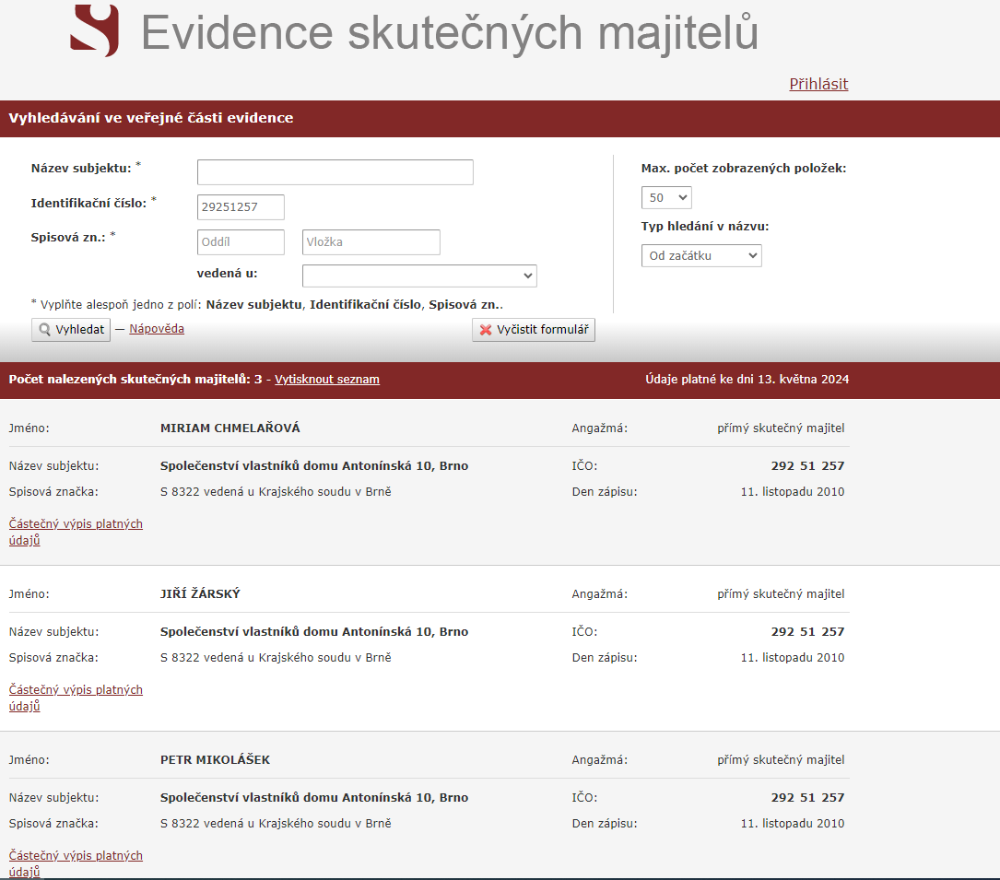 Evidence skutečných majitelů
Přihlásit
Vyhledávání ve veřejné části evidence
Název subjektu: *
Identifikační číslo: * 29251257
Spisová zn.: * Oddíl Vložka
vedená u:
* Vyplňte alespoň jedno z polí: Název subjektu, Identifikační číslo, Spisová zn..
Vyhledat — Nápověda Vyčistit formulář
Max. počet zobrazených položek:
50
Typ hledání v názvu:
Od začátku
Počet nalezených skutečných majitelů: 3 - Vytisknout seznam Údaje platné ke dni 13. května 2024
Jméno: MIRIAM CHMELAŘOVÁ Angažmá: přímý skutečný majitel
Název subjektu: Společenství vlastníků domu Antonínská 10, Brno IČO: 292 51 257
Spisová značka: S 8322 vedená u Krajského soudu v Brně Den zápisu: 11. listopadu 2010
Částečný výpis platných
údajů
Jméno: JIŘÍ ŽÁRSKÝ Angažmá: přímý skutečný majitel
Název subjektu: Společenství vlastníků domu Antonínská 10, Brno IČO: 292 51 257
Spisová značka: S 8322 vedená u Krajského soudu v Brně Den zápisu: 11. listopadu 2010
Částečný výpis platných
údajů
Jméno: PETR MIKOLÁŠEK Angažmá: přímý skutečný majitel
Název subjektu: Společenství vlastníků domu Antonínská 10, Brno IČO: 292 51 257
Spisová značka: S 8322 vedená u Krajského soudu v Brně Den zápisu: 11. listopadu 2010
Částečný výpis platných
údajů